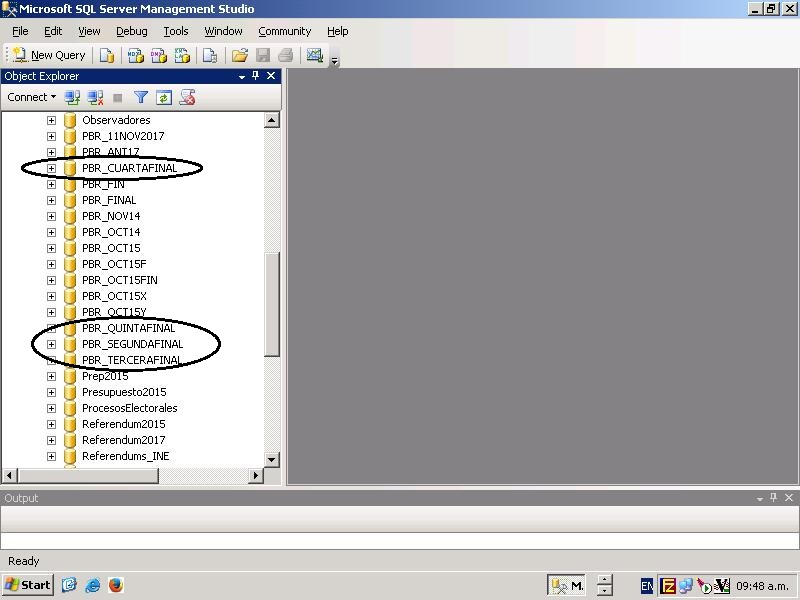 Microsoft SQL Server Management Studio
File Edit View Debug Tools Window Community Help
New Query
Object Explorer
Connect
Observadores
PBR_11NOV2017
PBR_ANT17
PBR_CUARTAFINAL
PBR_FIN
PBR_FINAL
PBR_NOV14
PBR_OCT14
PBR_OCT15
PBR_OCT15F
PBR_OCT15FIN
PBR_OCT15X
PBR_OCT15Y
PBR_QUINTAFINAL
PBR_SEGUNDAFINAL
PBR_TERCERAFINAL
Prep2015
Presupuesto2015
ProcesosElectorales
Referendum2015
Referendum2017
Referendums_INE
Output
Ready
Start M. EN 09:48 a.m.